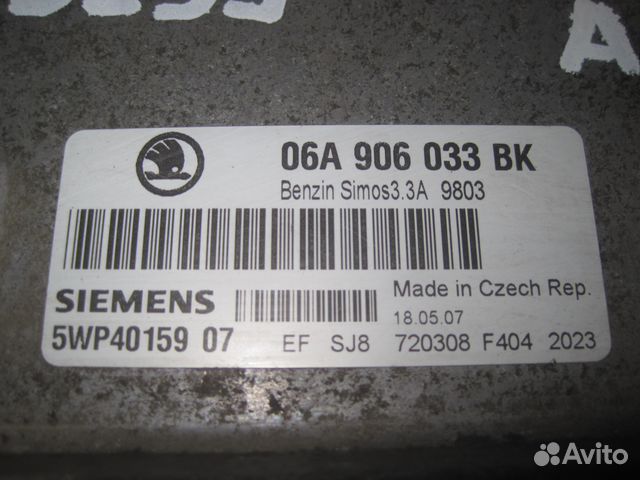 A
06A 906 033 BK
Benzin Simos3.3A 9803
SIEMENS
Made in Czech Rep.
18.05.07
5WP40159 07
EF SJ8 720308 F404 2023
Avito